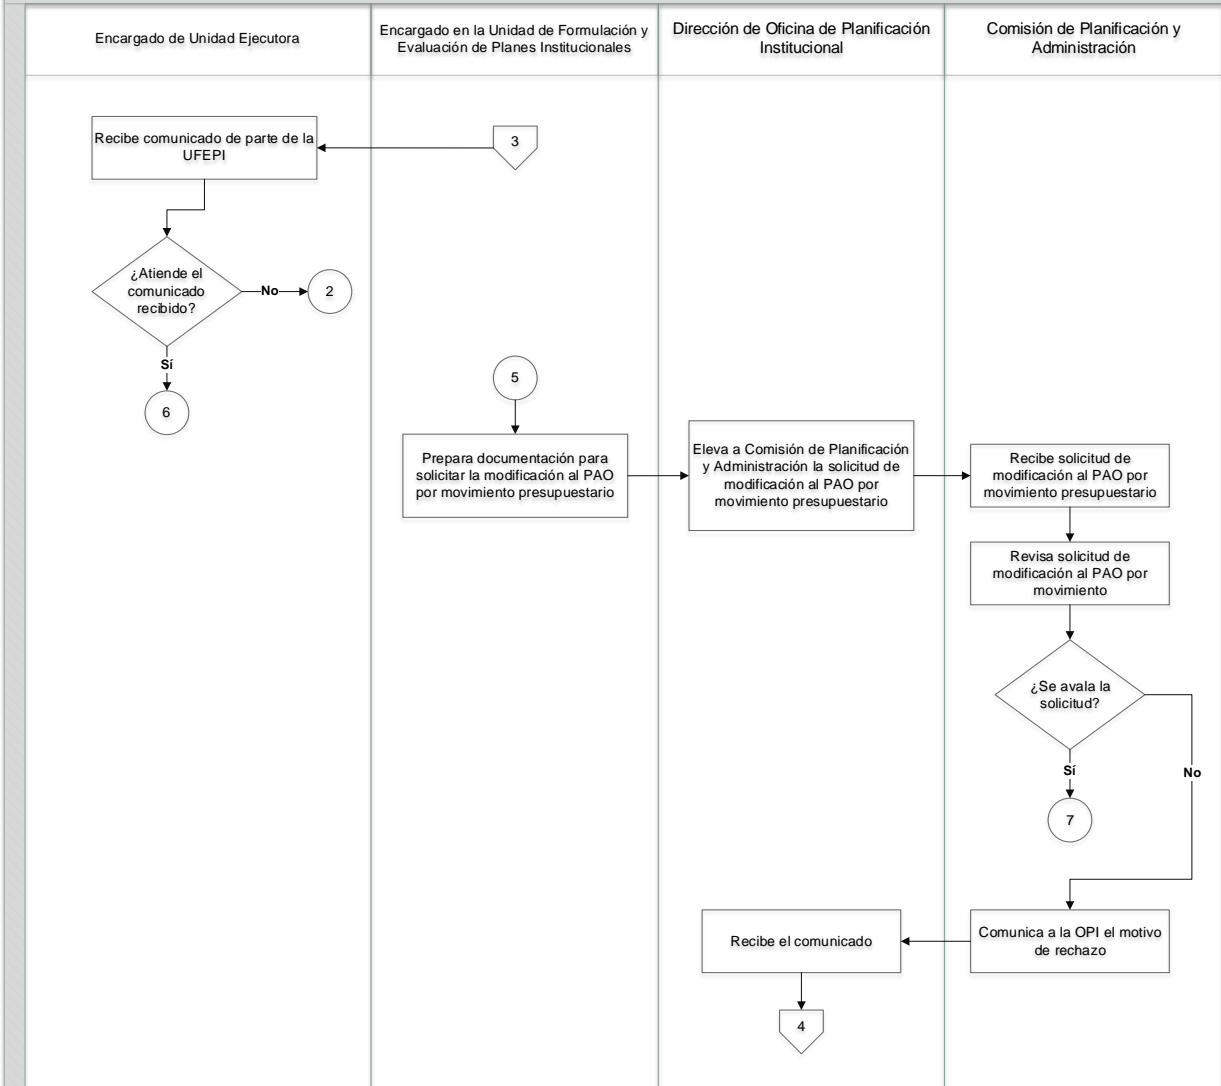 Encargado de Unidad Ejecutora
Encargado en la Unidad de Formulación y
Evaluación de Planes Institucionales
Dirección de Oficina de Planificación
Institucional
Comisión de Planificación y
Administración
Recibe comunicado de parte de la
UFEPI
3
¿Atiende el
comunicado
recibido?
No
2
Sí
6
5
Prepara documentación para
solicitar la modificación al PAO
por movimiento presupuestario
Eleva a Comisión de Planificación
y Administración la solicitud de
modificación al PAO por
movimiento presupuestario
Recibe solicitud de
modificación al PAO por
movimiento presupuestario
Revisa solicitud de
modificación al PAO por
movimiento
¿Se avala la
solicitud?
Sí
No
7
Comunica a la OPI el motivo
de rechazo
Recibe el comunicado
4